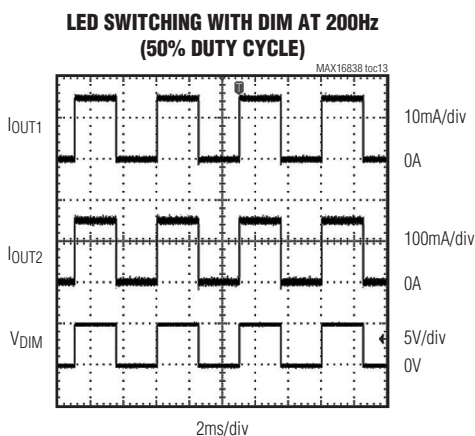 LED SWITCHING WITH DIM AT 200Hz
(50% DUTY CYCLE)
MAX16838 toc13
IOUT1
10mA/div
0A
IOUT2
100mA/div
0A
VDIM
5V/div
0V
2ms/div